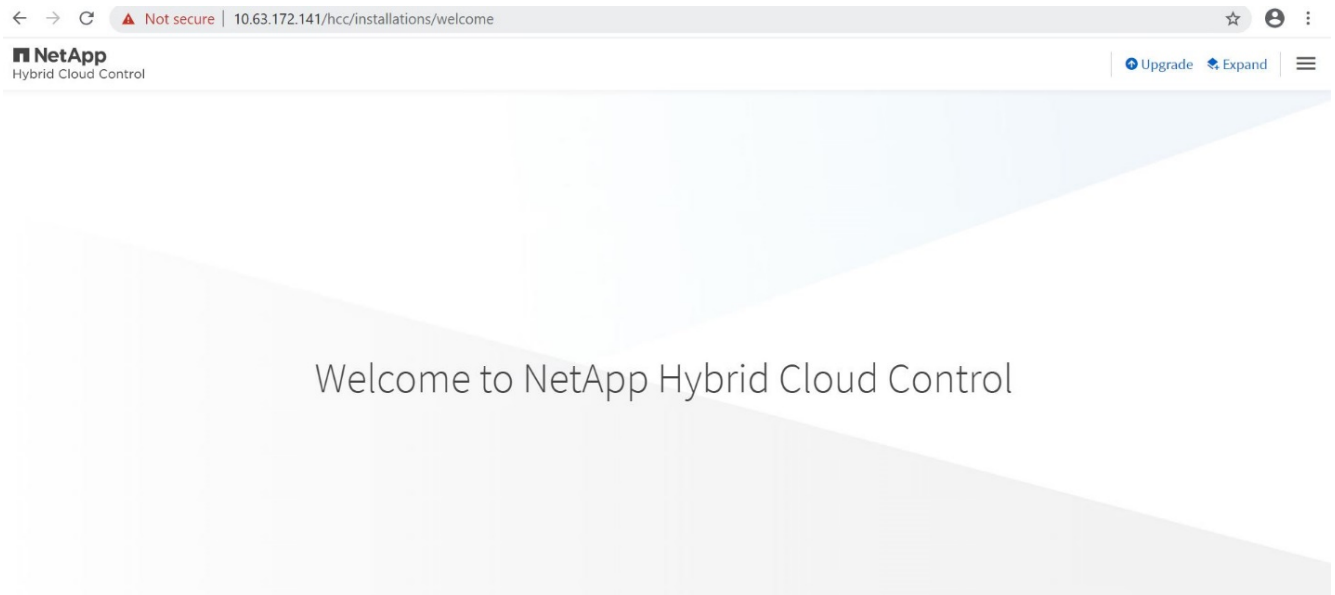 Not secure | 10.63.172.141/hcc/installations/welcome
NetApp
Hybrid Cloud Control
Upgrade Expand
Welcome to NetApp Hybrid Cloud Control